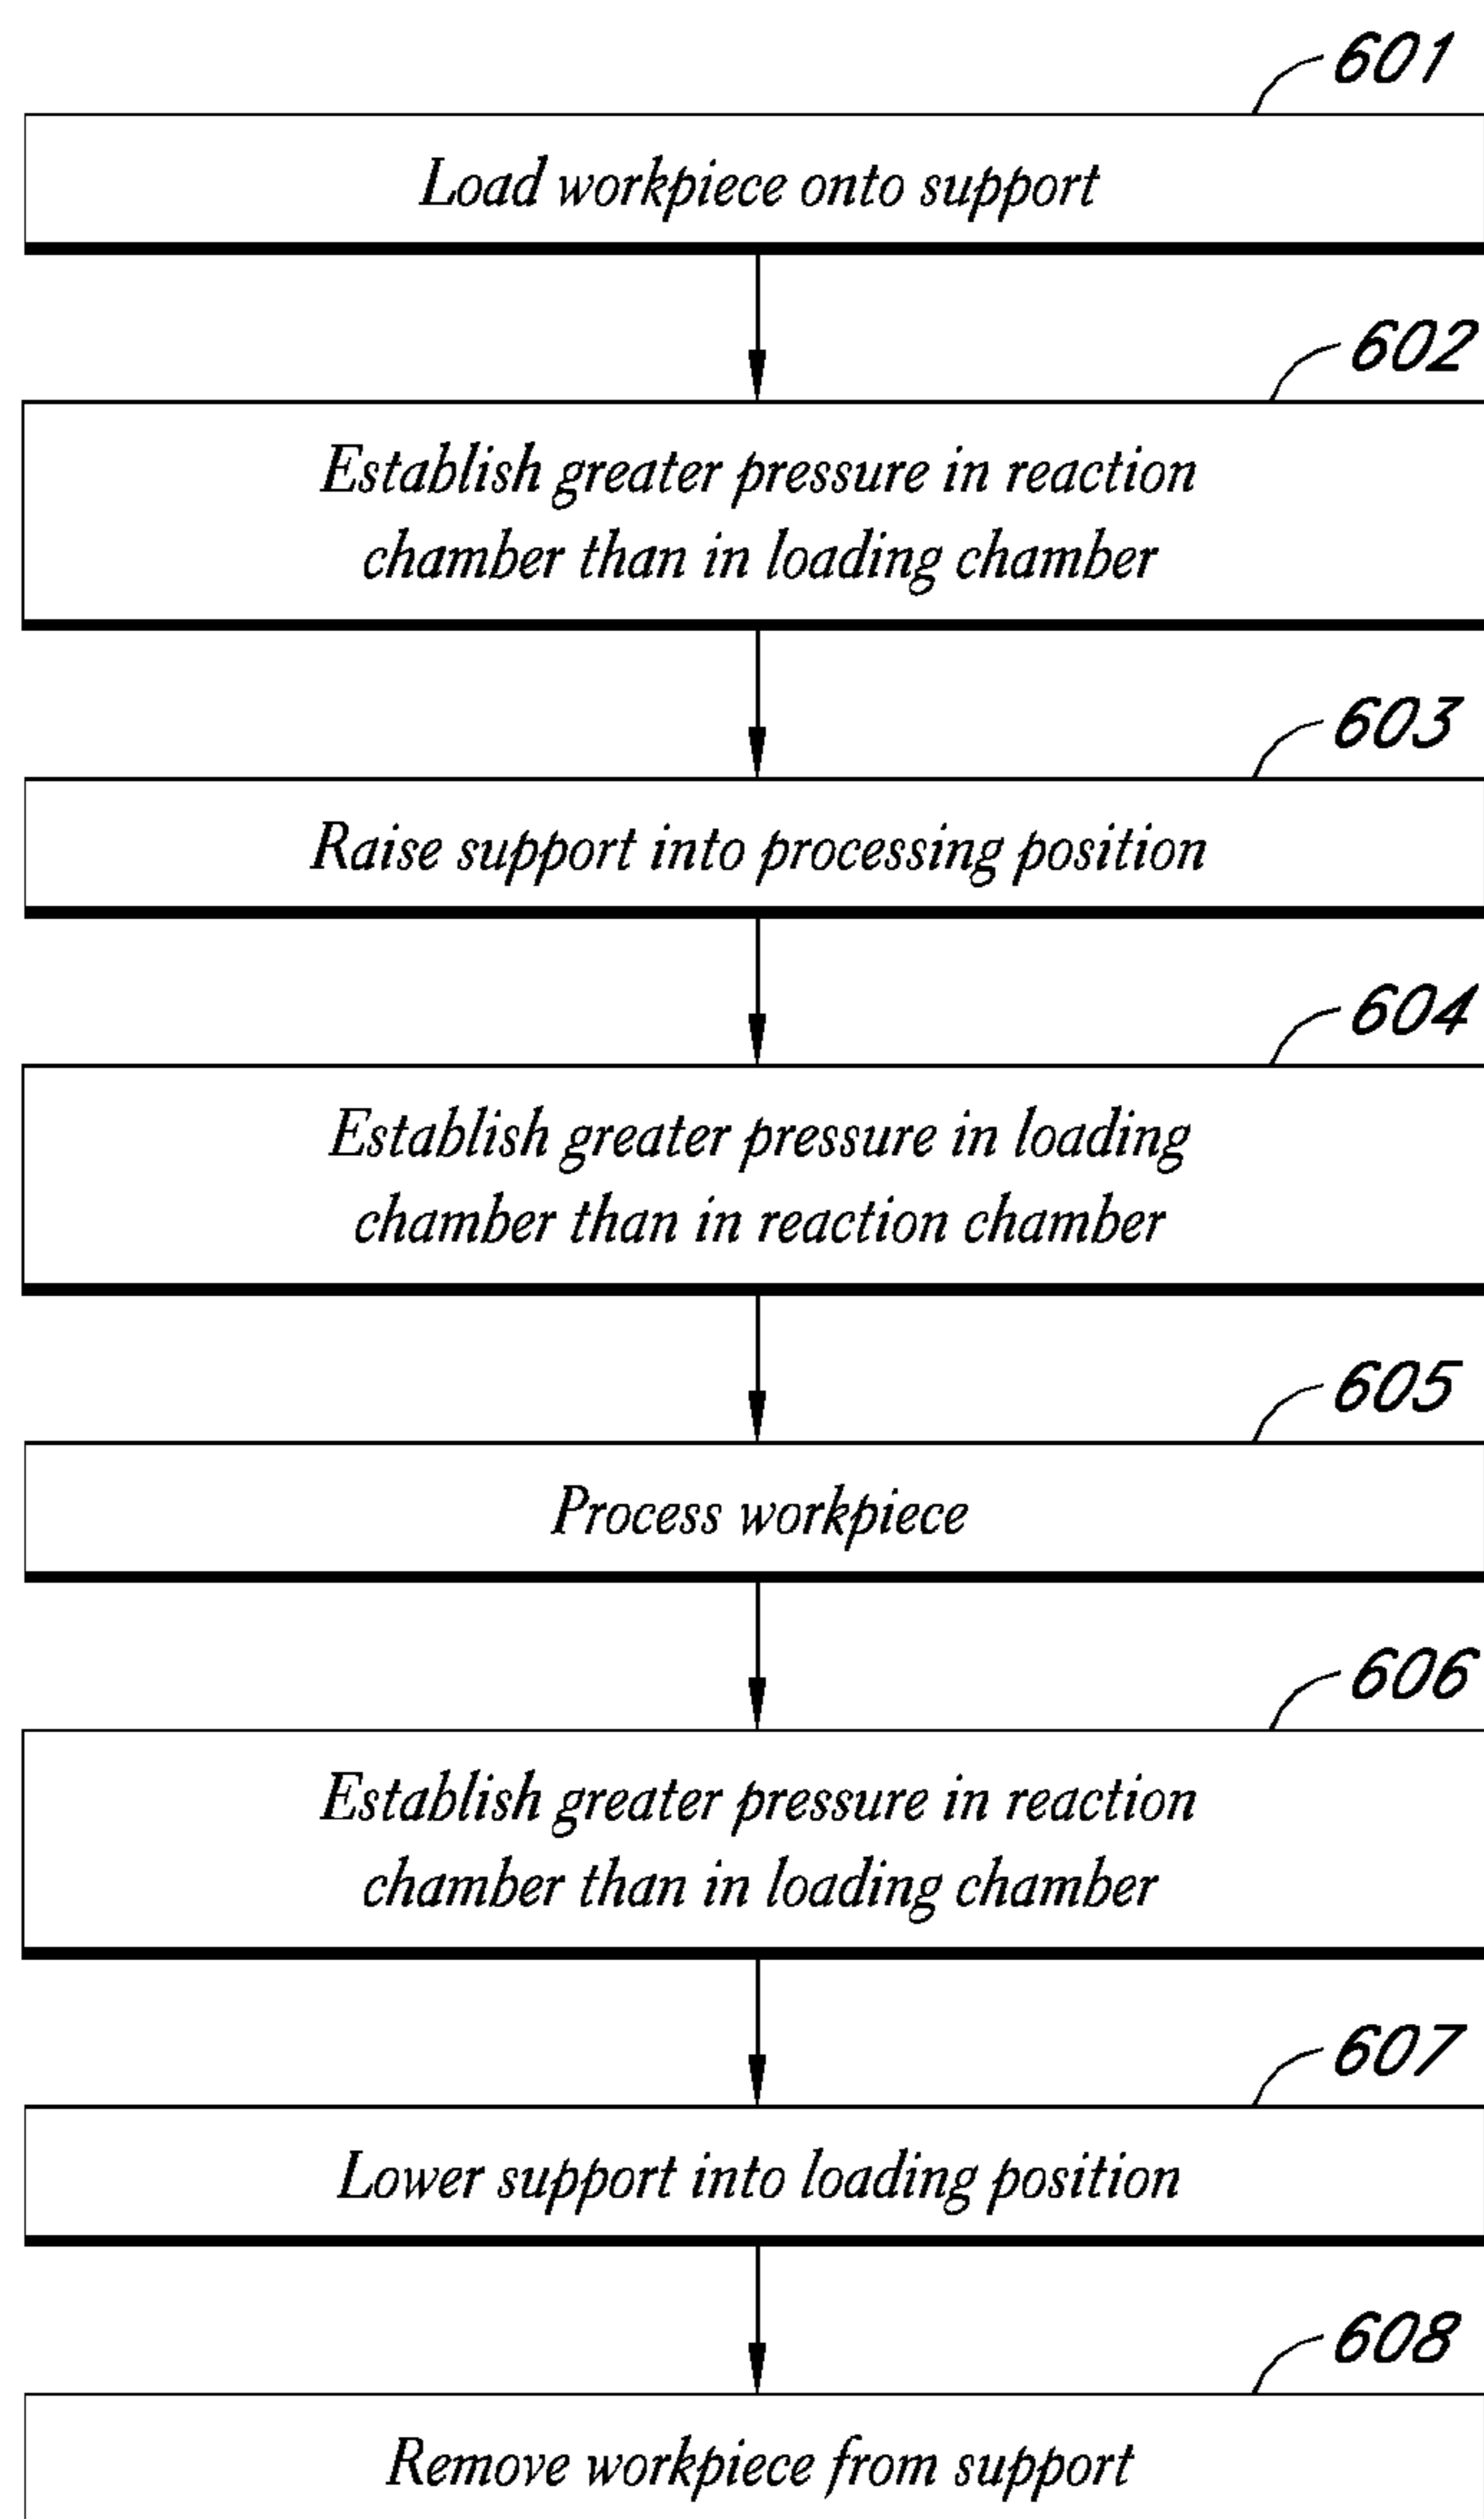 601
Load workpiece onto support
602
Establish greater pressure in reaction
chamber than in loading chamber
603
Raise support into processing position
604
Establish greater pressure in loading
chamber than in reaction chamber
605
Process workpiece
606
Establish greater pressure in reaction
chamber than in loading chamber
607
Lower support into loading position
608
Remove workpiece from support